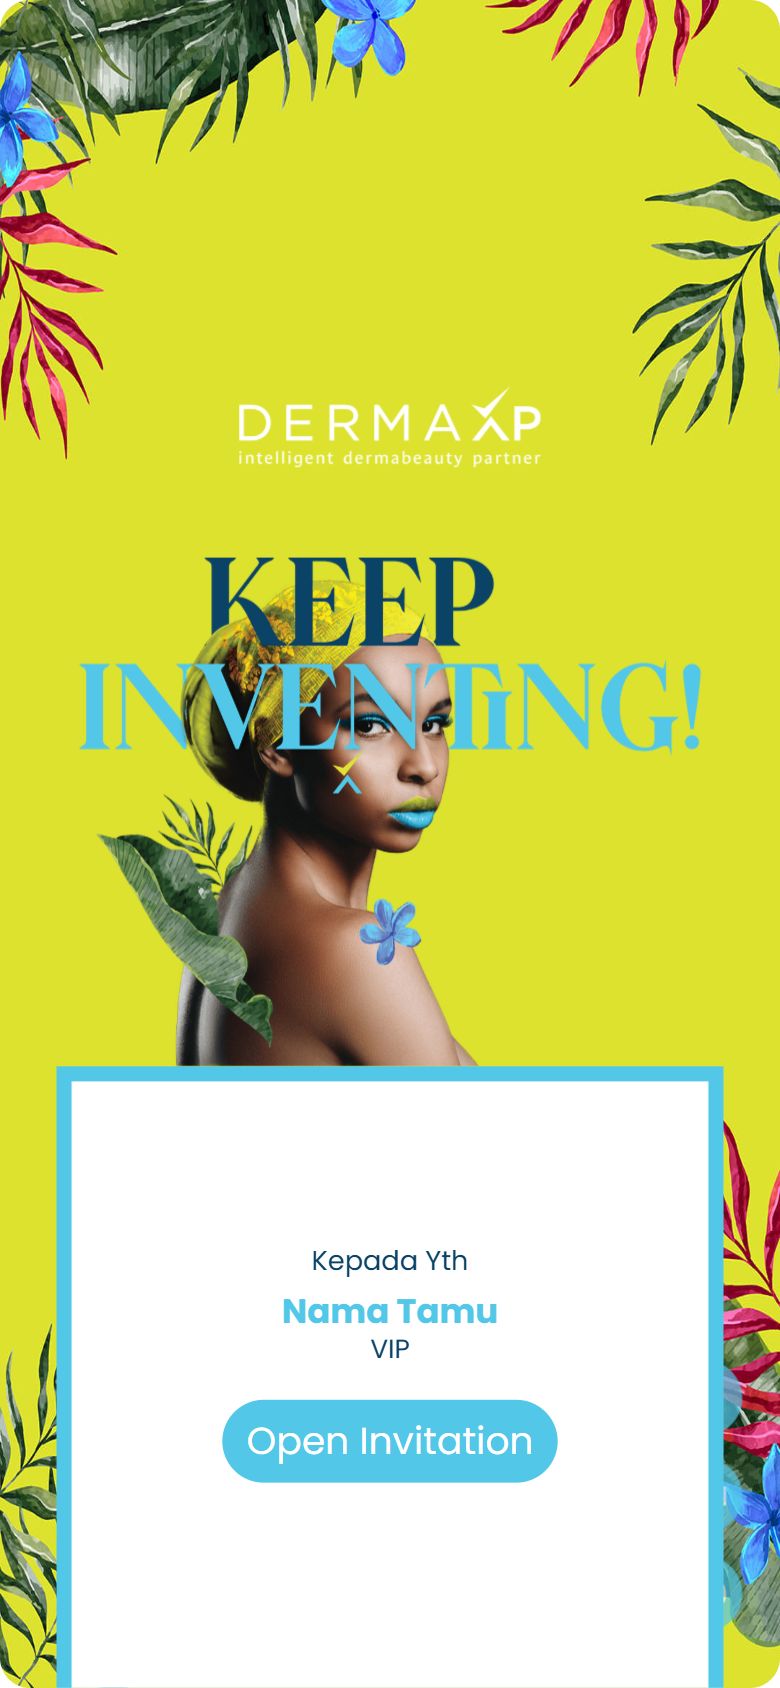 DERMAXP
intelligent dermabeauty partner
KEEP
INVENTiNG!
Kepada Yth
Nama Tamu
VIP
Open Invitation